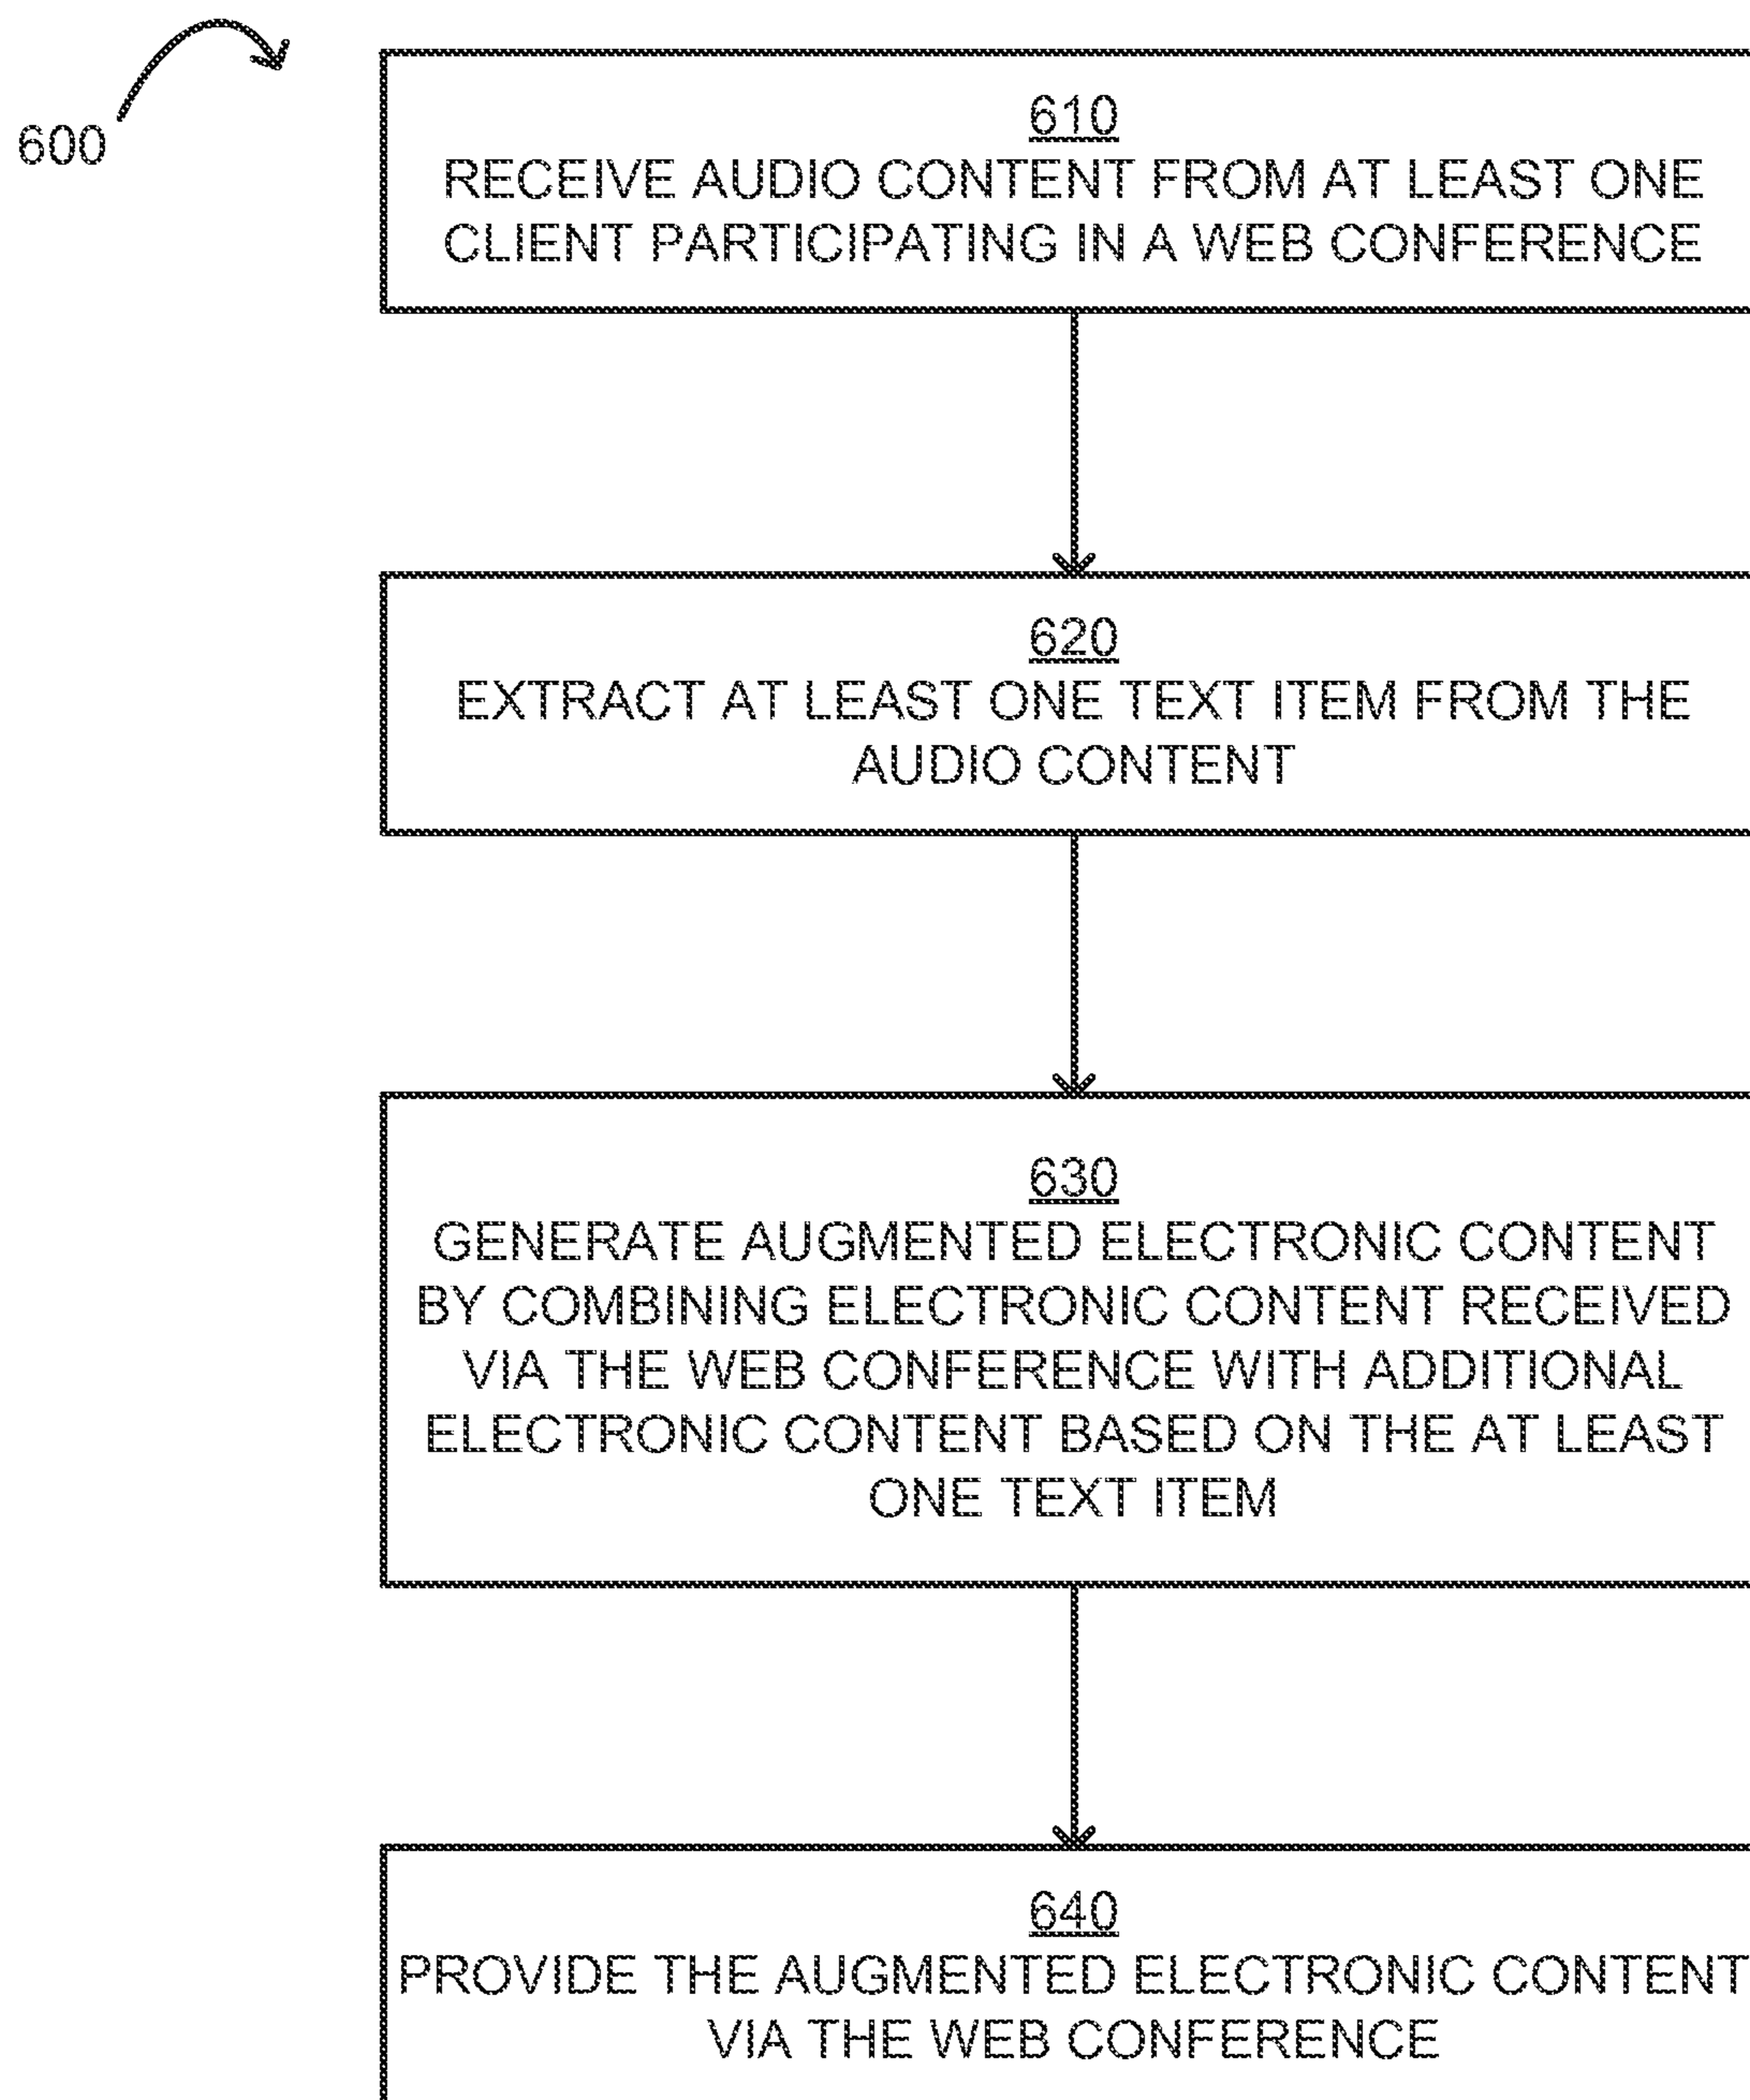 600
610
RECEIVE AUDIO CONTENT FROM AT LEAST ONE
CLIENT PARTICIPATING IN A WEB CONFERENCE
620
EXTRACT AT LEAST ONE TEXT ITEM FROM THE
AUDIO CONTENT
630
GENERATE AUGMENTED ELECTRONIC CONTENT
BY COMBINING ELECTRONIC CONTENT RECEIVED
VIA THE WEB CONFERENCE WITH ADDITIONAL
ELECTRONIC CONTENT BASED ON THE AT LEAST
ONE TEXT ITEM
640
PROVIDE THE AUGMENTED ELECTRONIC CONTENT
VIA THE WEB CONFERENCE